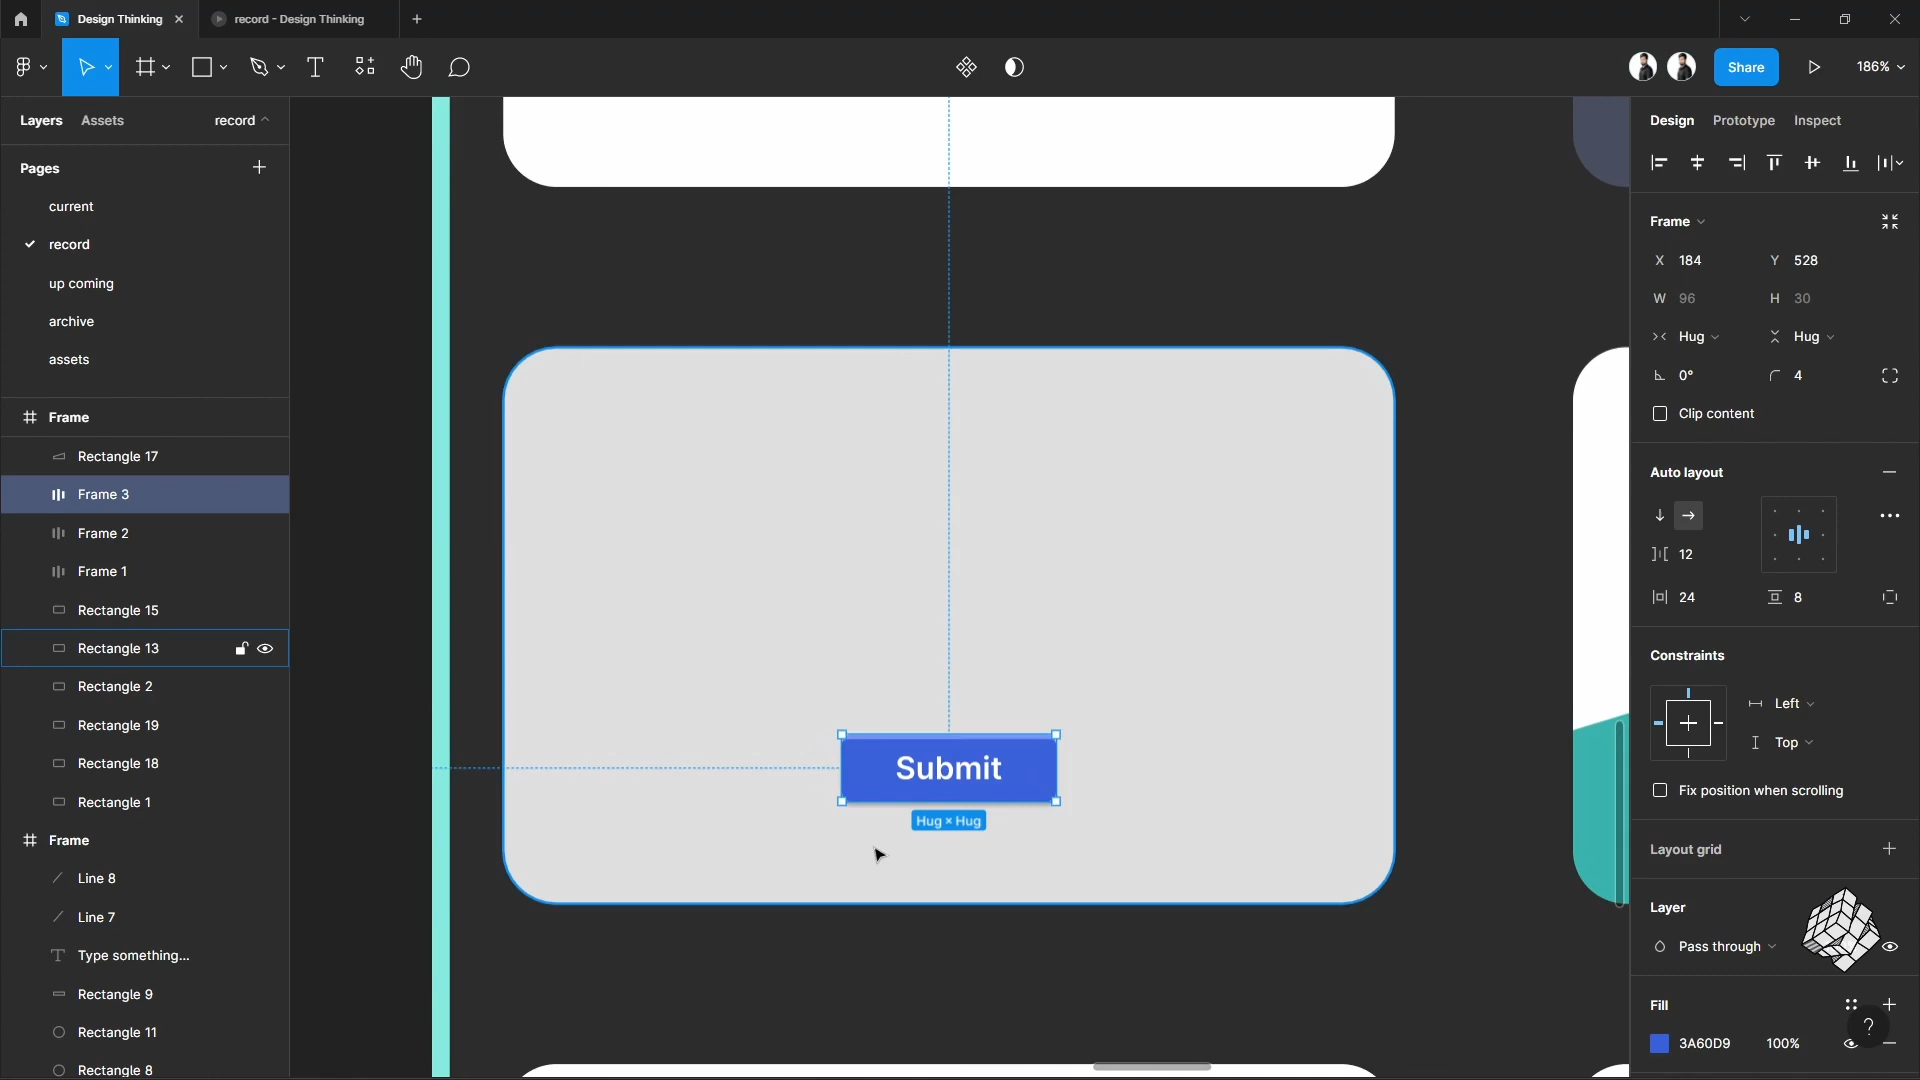 Design Thinking
record - Design Thinking
Share
186%
Layers
Assets
record
Design
Prototype
Inspect
Pages
current
record
up coming
archive
assets
Frame
Rectangle 17
Frame 3
Frame 2
Frame 1
Rectangle 15
Rectangle 13
Rectangle 2
Rectangle 19
Rectangle 18
Rectangle 1
Frame
Line 8
Line 7
Type something...
Rectangle 9
Rectangle 11
Rectangle 8
Submit
Hug × Hug
Frame
X 184
Y 528
W 96
H 30
Hug
Hug
0°
4
Clip content
Auto layout
12
24
8
Constraints
Left
Top
Fix position when scrolling
Layout grid
Layer
Pass through
Fill
?
3A60D9
100%